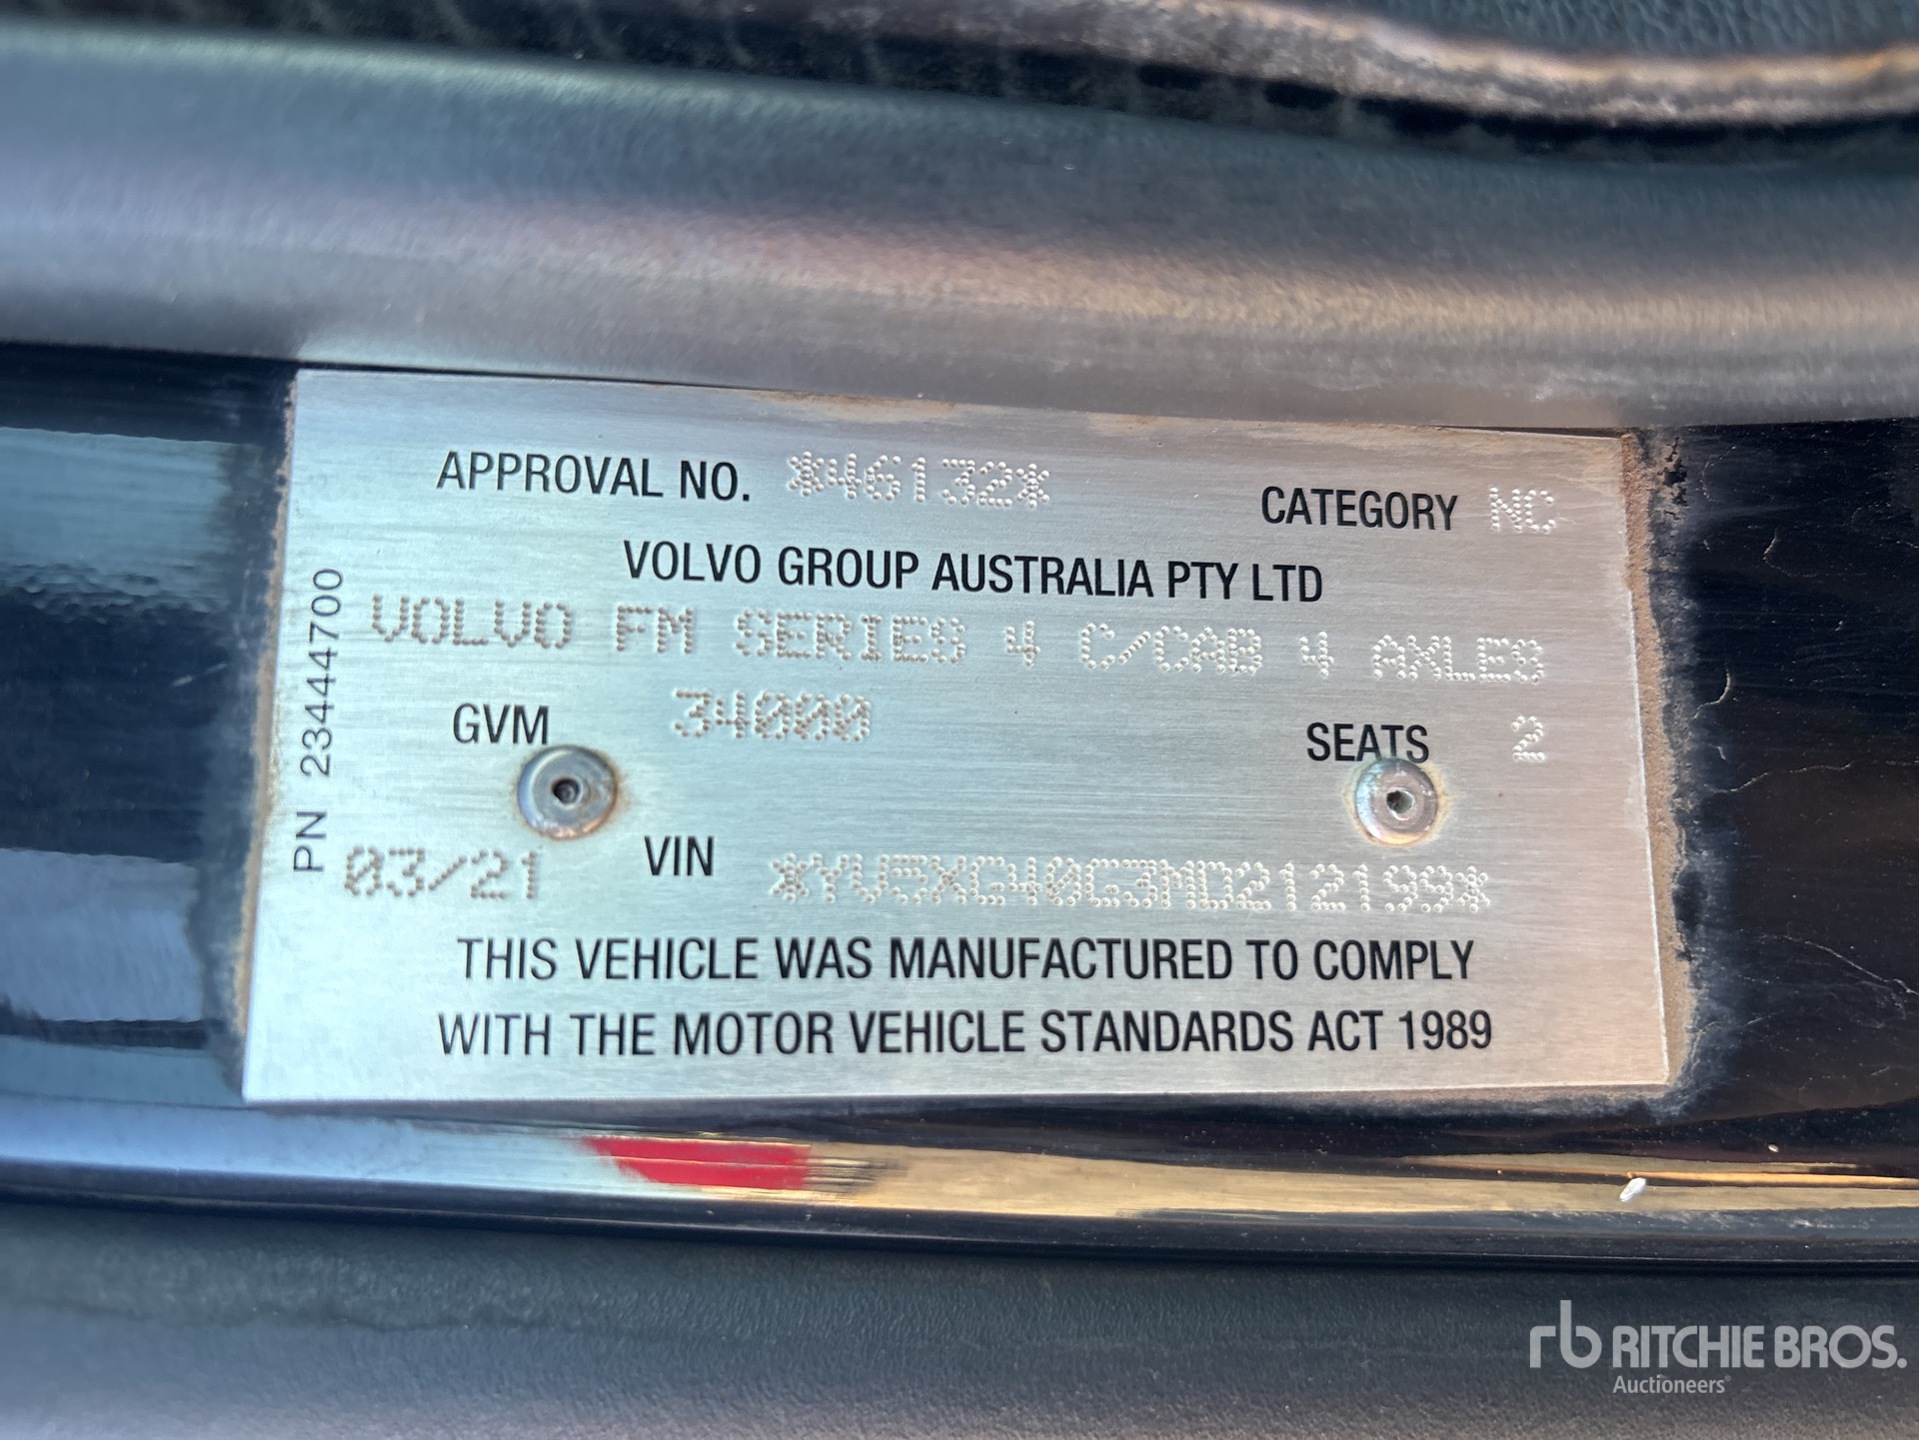 APPROVAL NO. *46132* CATEGORY NC
VOLVO GROUP AUSTRALIA PTY LTD
VOLVO FM SERIES 4 C/CAB 4 AXLES
GVM 34000 SEATS 2
03/21 VIN *YV5XG40G3MD212199*
THIS VEHICLE WAS MANUFACTURED TO COMPLY
WITH THE MOTOR VEHICLE STANDARDS ACT 1989
PN 23444700
rb RITCHIE BROS.
Auctioneers